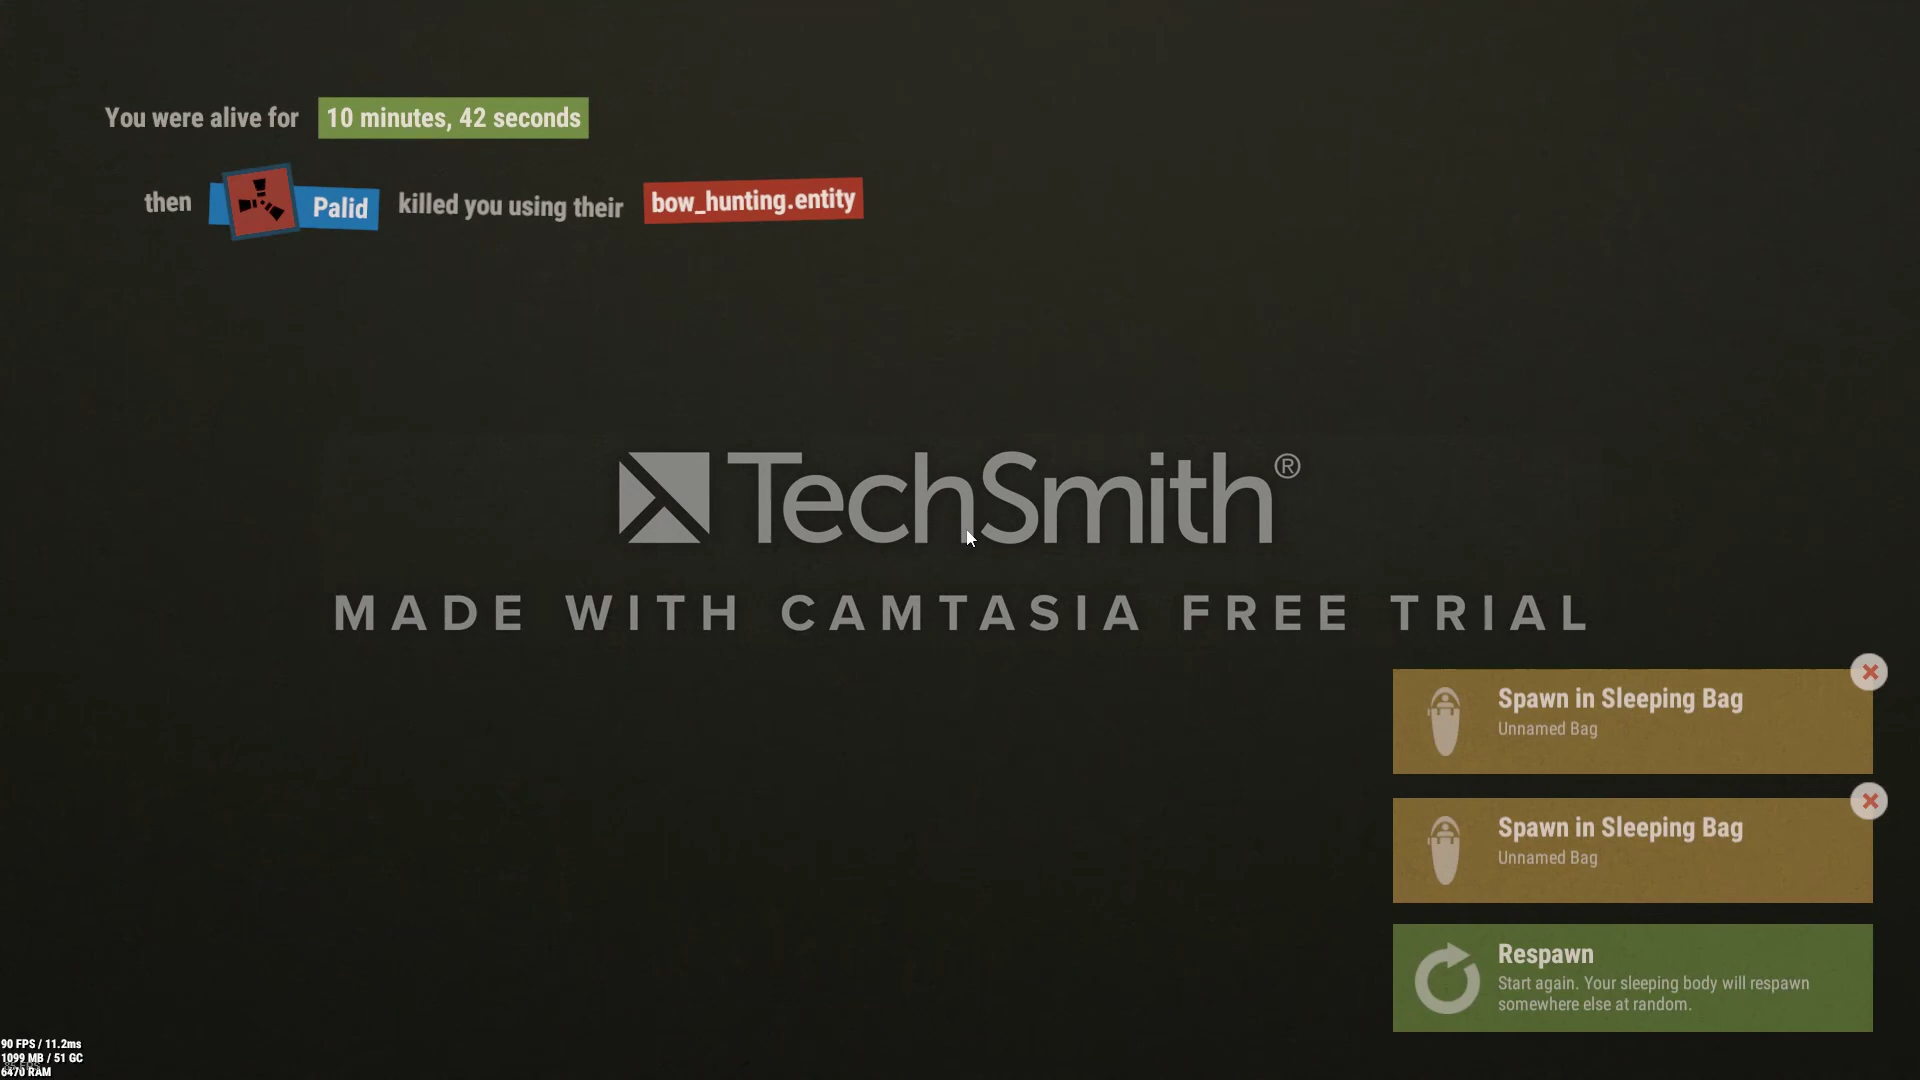 You were alive for 10 minutes, 42 seconds
then Palid killed you using their bow_hunting.entity
TechSmith®
MADE WITH CAMTASIA FREE TRIAL
Spawn in Sleeping Bag
Unnamed Bag
Spawn in Sleeping Bag
Unnamed Bag
Respawn
Start again. Your sleeping body will respawn
somewhere else at random.
90 FPS / 11.2ms
1099 MB / 51 GC
6470 RAM